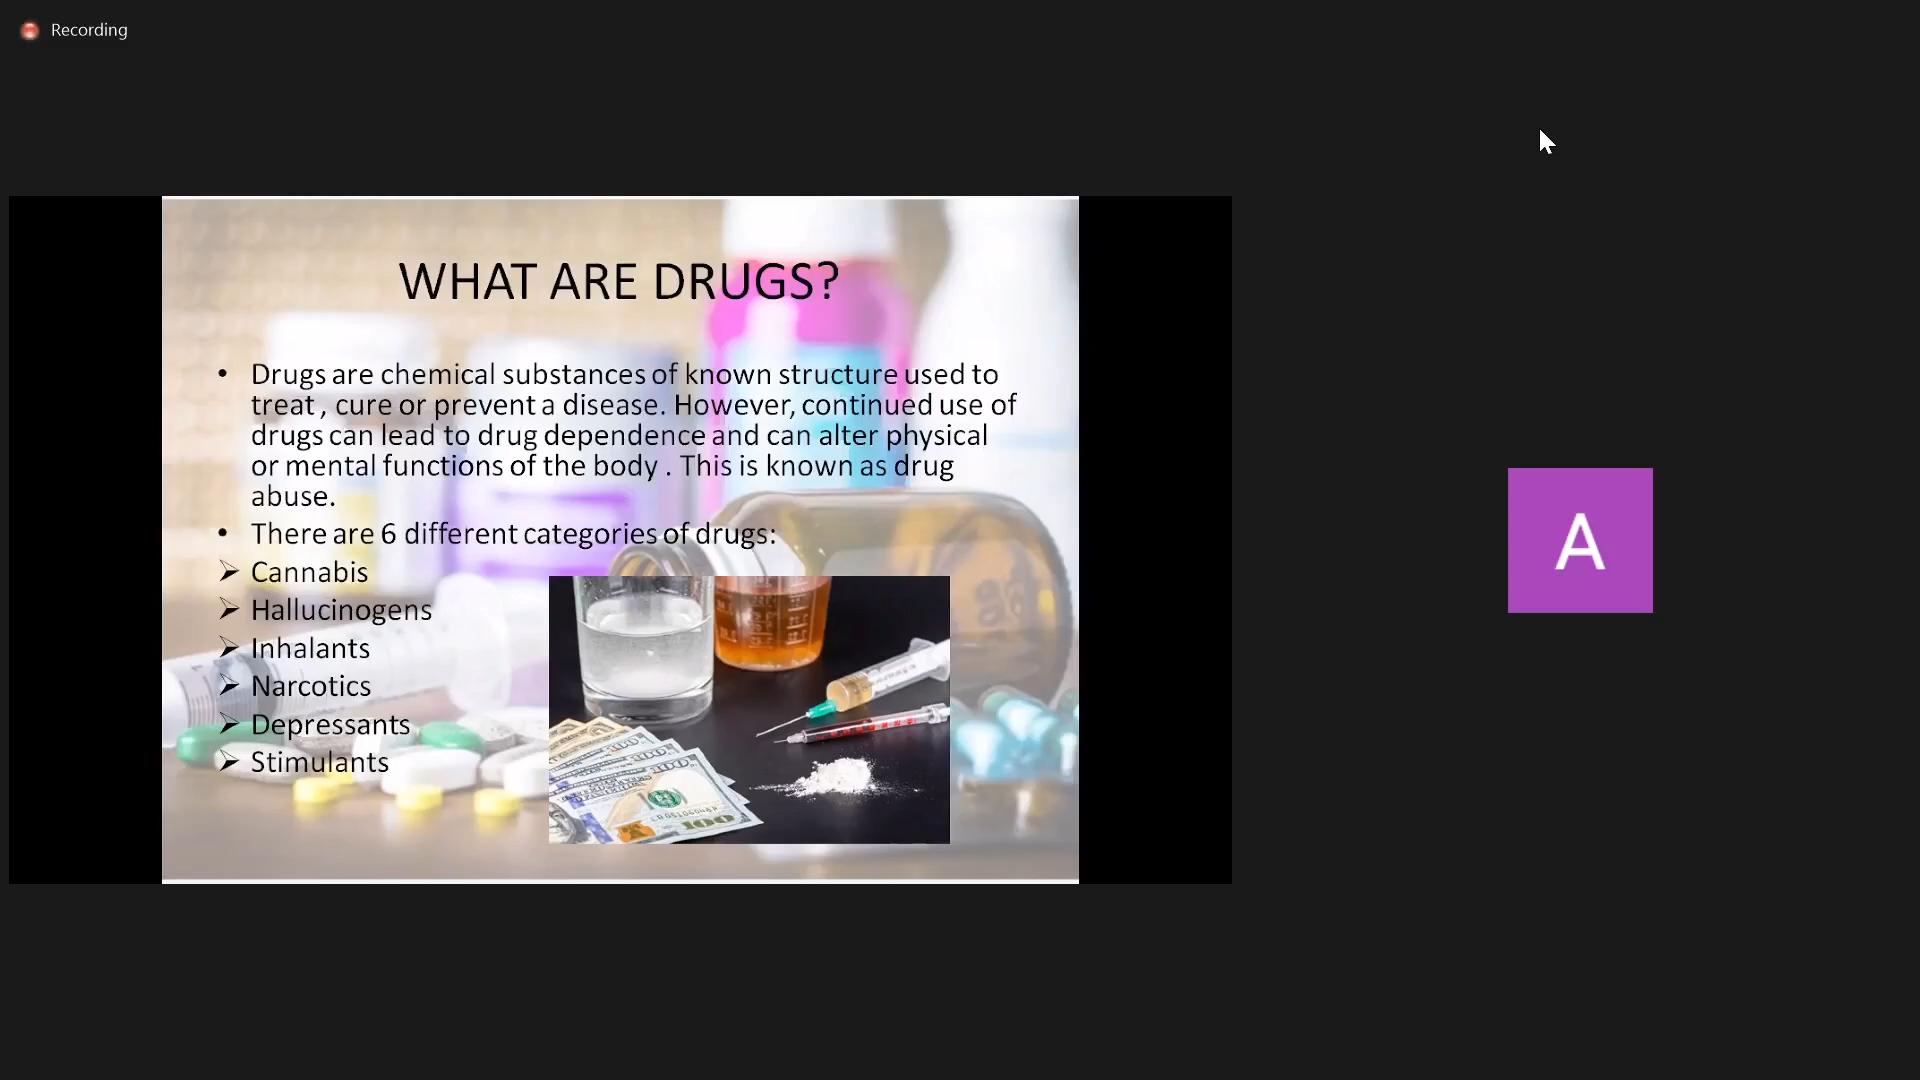 Recording
WHAT ARE DRUGS?
• Drugs are chemical substances of known structure used to
treat , cure or prevent a disease. However, continued use of
drugs can lead to drug dependence and can alter physical
or mental functions of the body . This is known as drug
abuse.
• There are 6 different categories of drugs:
➢ Cannabis
➢ Hallucinogens
➢ Inhalants
➢ Narcotics
➢ Depressants
➢ Stimulants
100
A